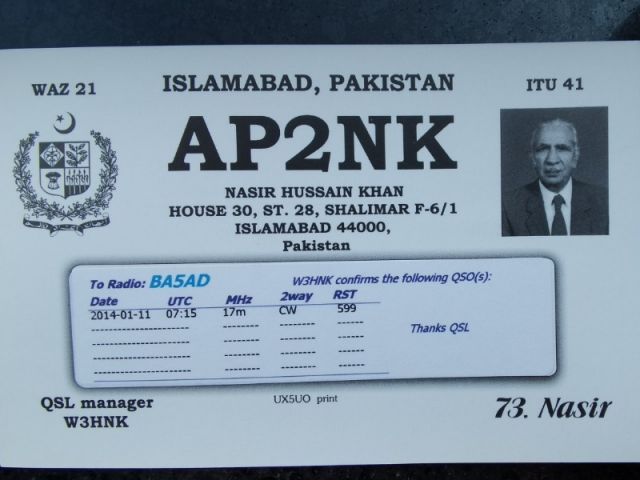 WAZ 21
ISLAMABAD, PAKISTAN
ITU 41
AP2NK
NASIR HUSSAIN KHAN
HOUSE 30, ST. 28, SHALIMAR F-6/1
ISLAMABAD 44000,
Pakistan
To Radio: BA5AD W3HNK confirms the following QSO(s):
Date UTC MHz 2way RST
2014-01-11 07:15 17m CW 599
-------- -------- -------- -------- --------
Thanks QSL
-------- -------- -------- -------- --------
-------- -------- -------- -------- --------
-------- -------- -------- -------- --------
QSL manager
W3HNK
UX5UO print
73. Nasir